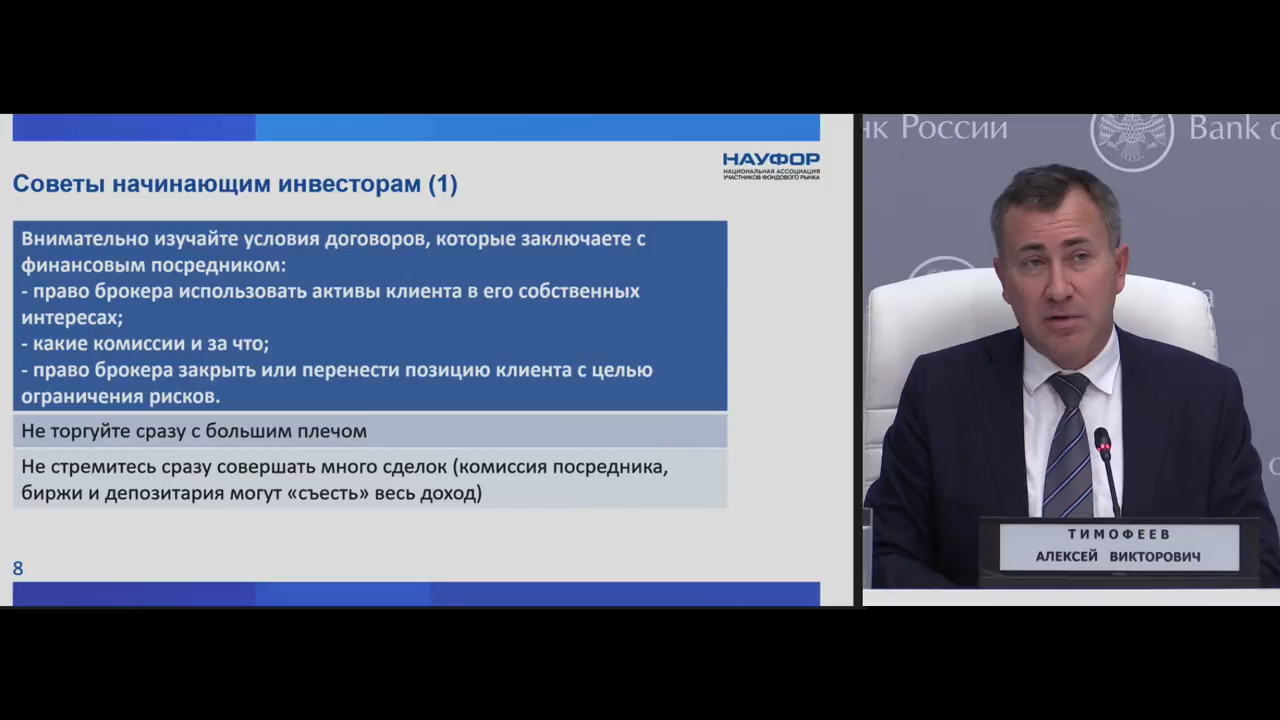 НАУФОР
НАЦИОНАЛЬНАЯ АССОЦИАЦИЯ
УЧАСТНИКОВ ФОНДОВОГО РЫНКА
Советы начинающим инвесторам (1)
Внимательно изучайте условия договоров, которые заключаете с
финансовым посредником:
- право брокера использовать активы клиента в его собственных
интересах;
- какие комиссии и за что;
- право брокера закрыть или перенести позицию клиента с целью
ограничения рисков.
Не торгуйте сразу с большим плечом
Не стремитесь сразу совершать много сделок (комиссия посредника,
биржи и депозитария могут «съесть» весь доход)
8
нк России
Bank o
ia
ТИМОФЕЕВ
АЛЕКСЕЙ ВИКТОРОВИЧ